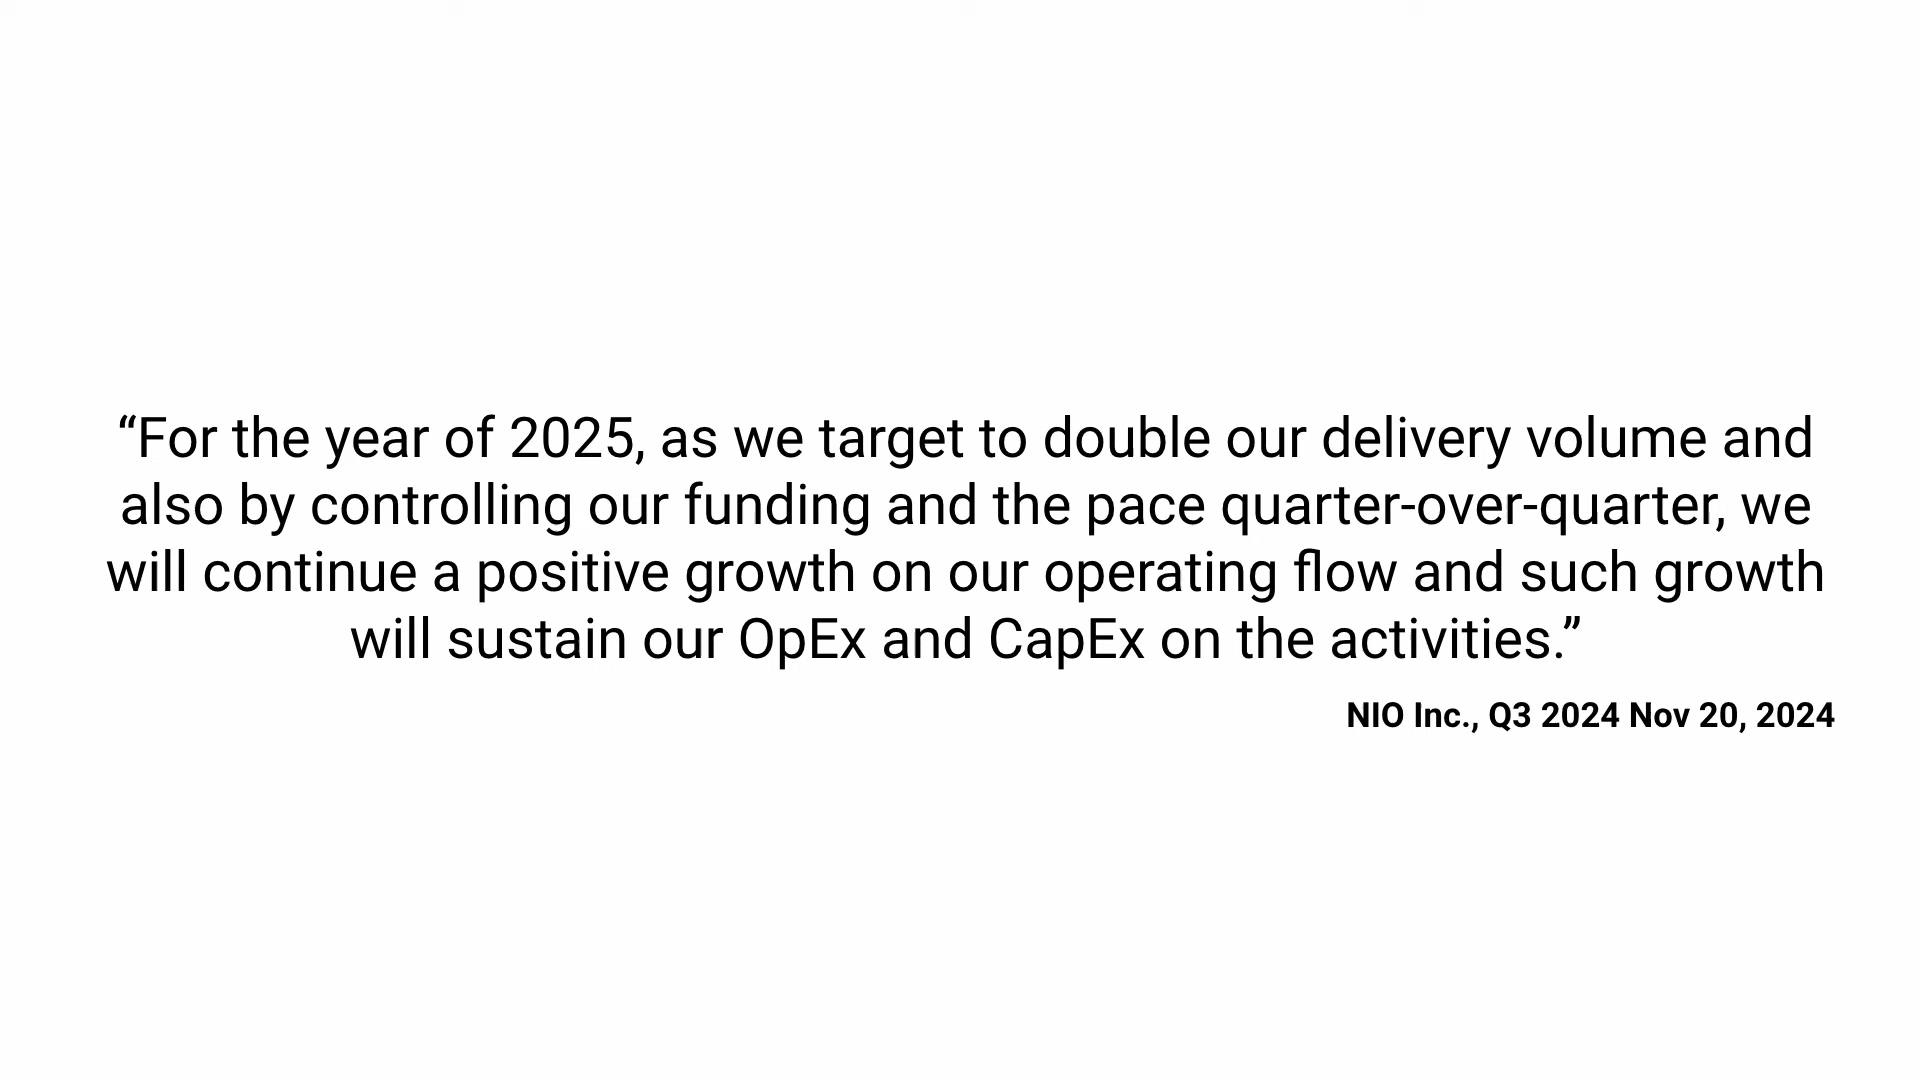 “For the year of 2025, as we target to double our delivery volume and
also by controlling our funding and the pace quarter-over-quarter, we
will continue a positive growth on our operating flow and such growth
will sustain our OpEx and CapEx on the activities.”
NIO Inc., Q3 2024 Nov 20, 2024